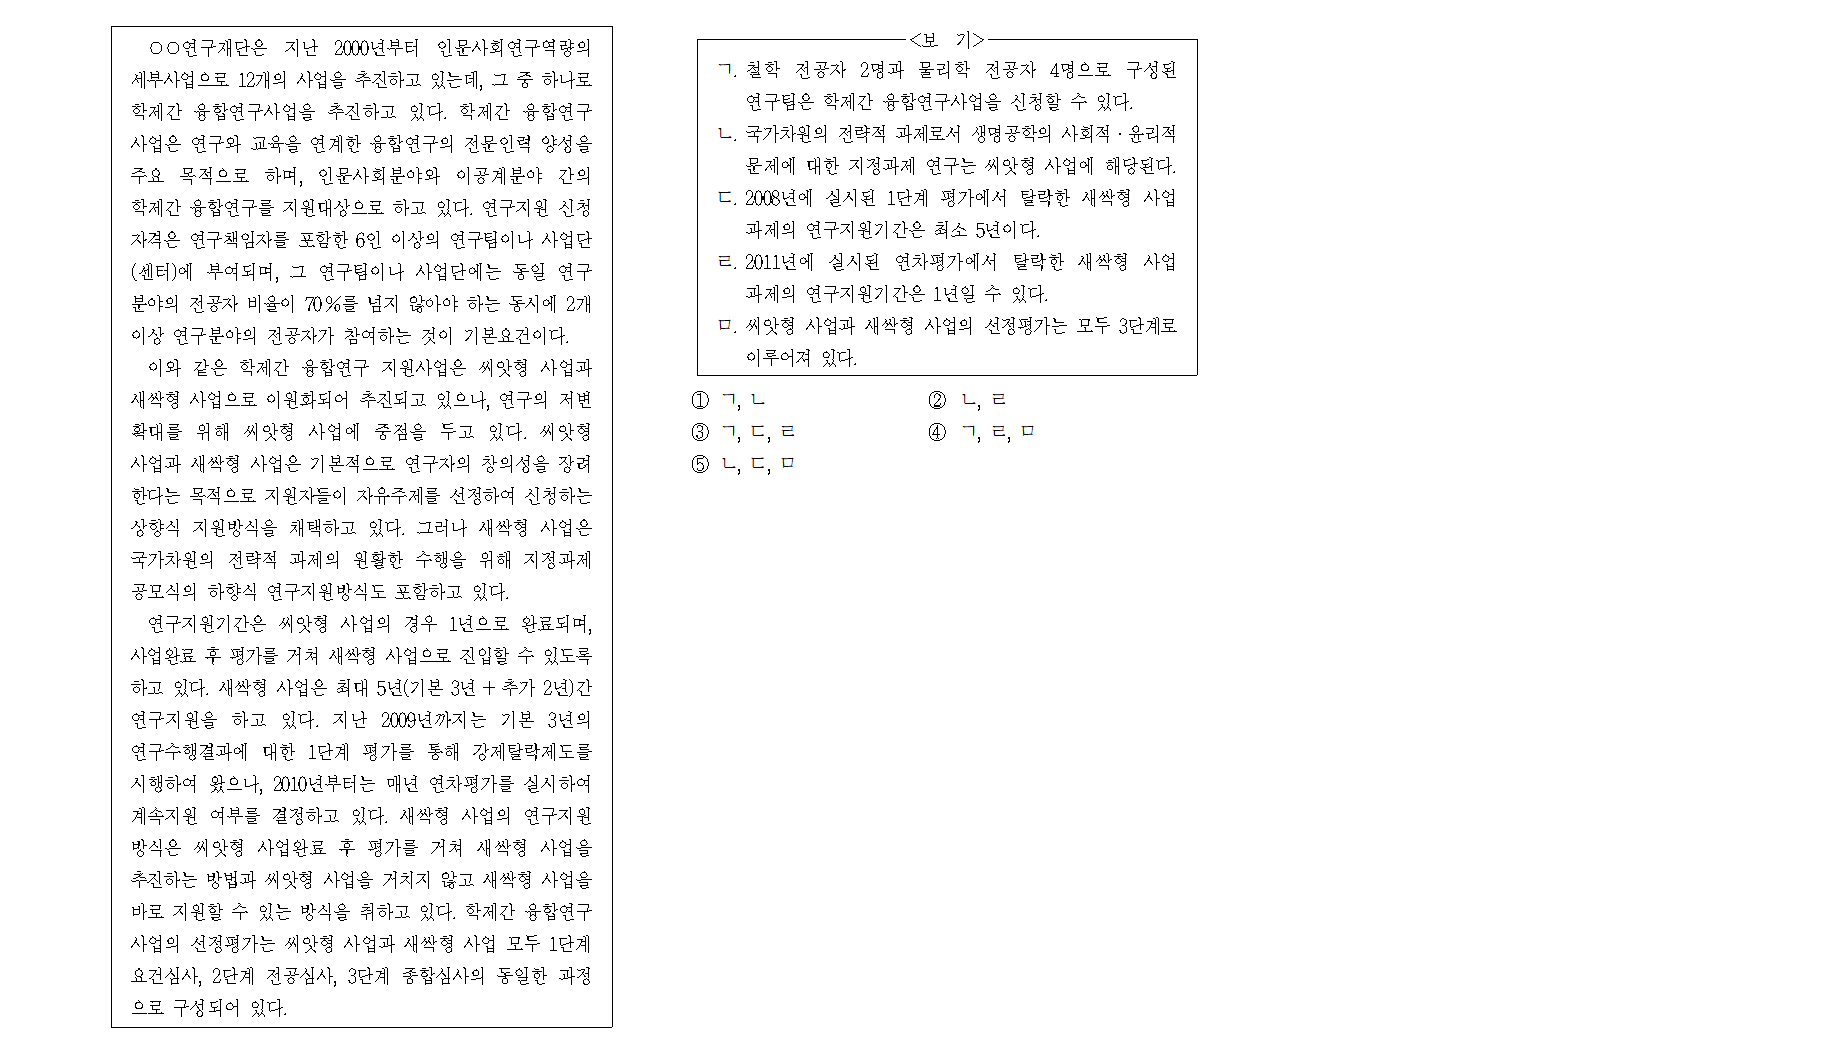 ○○연구재단은 지난 2000년부터 인문사회연구역량의
세부사업으로 12개의 사업을 추진하고 있는데, 그 중 하나로
학제간 융합연구사업을 추진하고 있다. 학제간 융합연구
사업은 연구와 교육을 연계한 융합연구의 전문인력 양성을
주요 목적으로 하며, 인문사회분야와 이공계분야 간의
학제간 융합연구를 지원대상으로 하고 있다. 연구지원 신청
자격은 연구책임자를 포함한 6인 이상의 연구팀이나 사업단
(센터)에 부여되며, 그 연구팀이나 사업단에는 동일 연구
분야의 전공자 비율이 70%를 넘지 않아야 하는 동시에 2개
이상 연구분야의 전공자가 참여하는 것이 기본요건이다.
이와 같은 학제간 융합연구 지원사업은 씨앗형 사업과
새싹형 사업으로 이원화되어 추진되고 있으나, 연구의 저변
확대를 위해 씨앗형 사업에 중점을 두고 있다. 씨앗형
사업과 새싹형 사업은 기본적으로 연구자의 창의성을 장려
한다는 목적으로 지원자들이 자유주제를 선정하여 신청하는
상향식 지원방식을 채택하고 있다. 그러나 새싹형 사업은
국가차원의 전략적 과제의 원활한 수행을 위해 지정과제
공모식의 하향식 연구지원방식도 포함하고 있다.
연구지원기간은 씨앗형 사업의 경우 1년으로 완료되며,
사업완료 후 평가를 거쳐 새싹형 사업으로 진입할 수 있도록
하고 있다. 새싹형 사업은 최대 5년(기본 3년 + 추가 2년)간
연구지원을 하고 있다. 지난 2009년까지는 기본 3년의
연구수행결과에 대한 1단계 평가를 통해 강제탈락제도를
시행하여 왔으나, 2010년부터는 매년 연차평가를 실시하여
계속지원 여부를 결정하고 있다. 새싹형 사업의 연구지원
방식은 씨앗형 사업완료 후 평가를 거쳐 새싹형 사업을
추진하는 방법과 씨앗형 사업을 거치지 않고 새싹형 사업을
바로 지원할 수 있는 방식을 취하고 있다. 학제간 융합연구
사업의 선정평가는 씨앗형 사업과 새싹형 사업 모두 1단계
요건심사, 2단계 전공심사, 3단계 종합심사의 동일한 과정
으로 구성되어 있다.
<보 기>
ㄱ. 철학 전공자 2명과 물리학 전공자 4명으로 구성된
연구팀은 학제간 융합연구사업을 신청할 수 있다.
ㄴ. 국가차원의 전략적 과제로서 생명공학의 사회적·윤리적
문제에 대한 지정과제 연구는 씨앗형 사업에 해당된다.
ㄷ. 2008년에 실시된 1단계 평가에서 탈락한 새싹형 사업
과제의 연구지원기간은 최소 5년이다.
ㄹ. 2011년에 실시된 연차평가에서 탈락한 새싹형 사업
과제의 연구지원기간은 1년일 수 있다.
ㅁ. 씨앗형 사업과 새싹형 사업의 선정평가는 모두 3단계로
이루어져 있다.
① ㄱ, ㄴ
② ㄴ, ㄹ
③ ㄱ, ㄷ, ㄹ
④ ㄱ, ㄹ, ㅁ
⑤ ㄴ, ㄷ, ㅁ